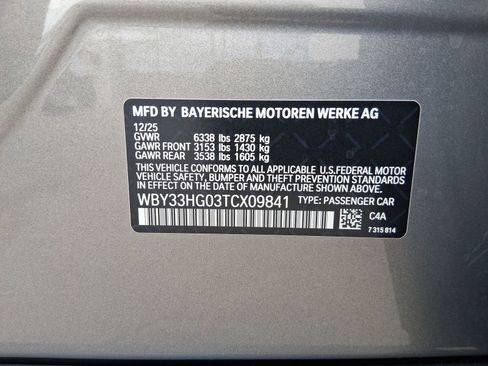 MFD BY BAYERISCHE MOTOREN WERKE AG
12/25
GVWR 6338 lbs 2875 kg
GAWR FRONT 3153 lbs 1430 kg
GAWR REAR 3538 lbs 1605 kg
THIS VEHICLE CONFORMS TO ALL APPLICABLE U.S.FEDERAL MOTOR
VEHICLE SAFETY, BUMPER, AND THEFT PREVENTION STANDARDS IN
EFFECT ON THE DATE OF MANUFACTURE SHOWN ABOVE.
WBY33HG03TCX09841 TYPE: PASSENGER CAR
C4A
7 315 814